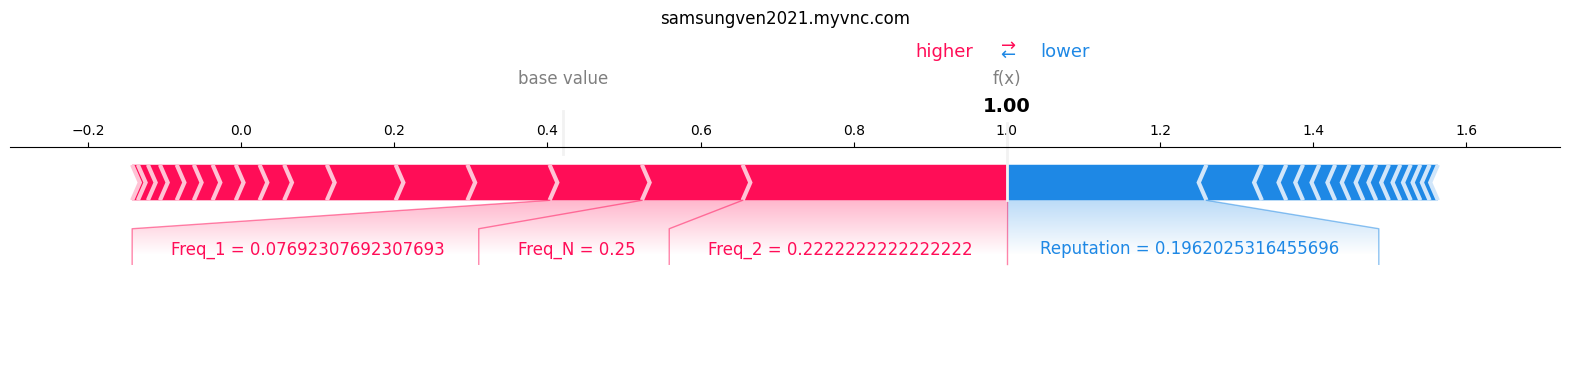 samsungven2021.myvnc.com
higher ⇄ lower
base value f(x)
1.00
−0.2 0.0 0.2 0.4 0.6 0.8 1.0 1.2 1.4 1.6
Freq_1 = 0.07692307692307693 Freq_N = 0.25 Freq_2 = 0.2222222222222222 Reputation = 0.1962025316455696